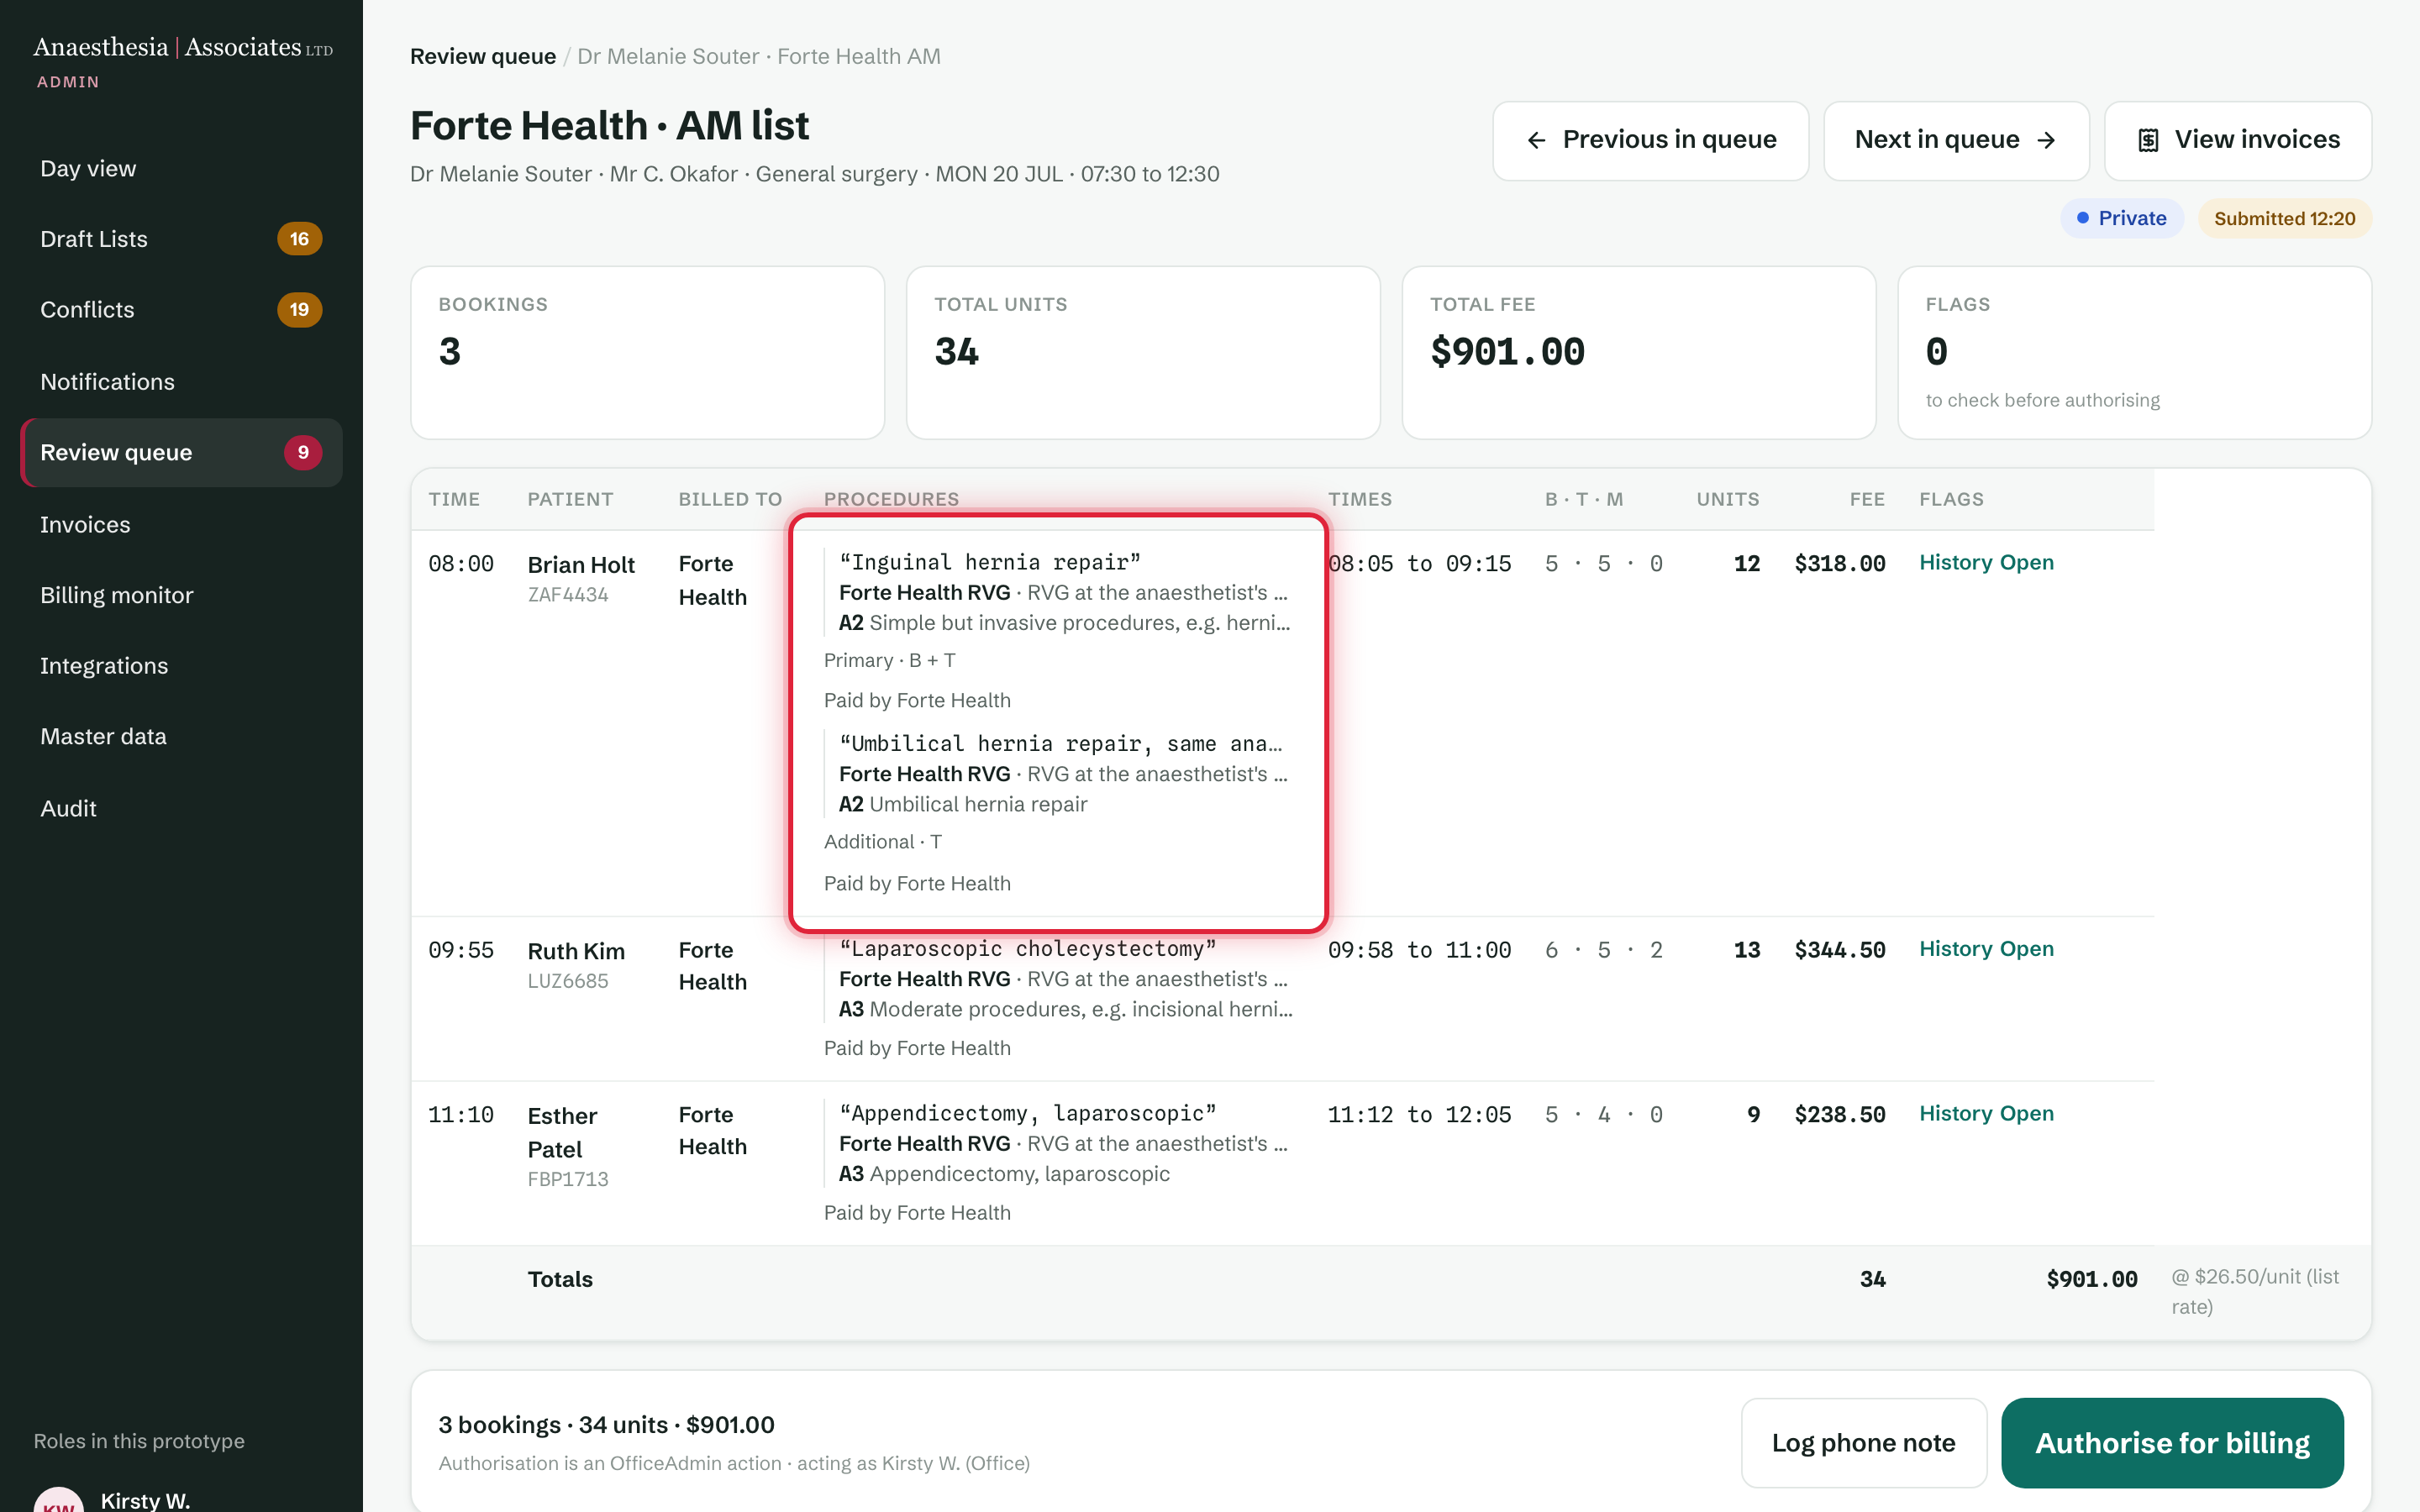 Anaesthesia | Associates LTD
ADMIN
Day view
Draft Lists 16
Conflicts 19
Notifications
Review queue 9
Invoices
Billing monitor
Integrations
Master data
Audit
Roles in this prototype
KW Kirsty W.
Review queue / Dr Melanie Souter · Forte Health AM
Forte Health · AM list
Dr Melanie Souter · Mr C. Okafor · General surgery · MON 20 JUL · 07:30 to 12:30
← Previous in queue
Next in queue →
View invoices
Private
Submitted 12:20
BOOKINGS
3
TOTAL UNITS
34
TOTAL FEE
$901.00
FLAGS
0
to check before authorising
TIME PATIENT BILLED TO PROCEDURES TIMES B · T · M UNITS FEE FLAGS
08:00 Brian Holt Forte Health 08:05 to 09:15 5 · 5 · 0 12 $318.00 History Open
ZAF4434
“Inguinal hernia repair”
Forte Health RVG · RVG at the anaesthetist's ...
A2 Simple but invasive procedures, e.g. herni...
Primary · B + T
Paid by Forte Health
“Umbilical hernia repair, same ana...
Forte Health RVG · RVG at the anaesthetist's ...
A2 Umbilical hernia repair
Additional · T
Paid by Forte Health
09:55 Ruth Kim Forte Health 09:58 to 11:00 6 · 5 · 2 13 $344.50 History Open
LUZ6685
“Laparoscopic cholecystectomy”
Forte Health RVG · RVG at the anaesthetist's ...
A3 Moderate procedures, e.g. incisional herni...
Paid by Forte Health
11:10 Esther Patel Forte Health 11:12 to 12:05 5 · 4 · 0 9 $238.50 History Open
FBP1713
“Appendicectomy, laparoscopic”
Forte Health RVG · RVG at the anaesthetist's ...
A3 Appendicectomy, laparoscopic
Paid by Forte Health
Totals 34 $901.00 @ $26.50/unit (list rate)
3 bookings · 34 units · $901.00
Authorisation is an OfficeAdmin action · acting as Kirsty W. (Office)
Log phone note
Authorise for billing